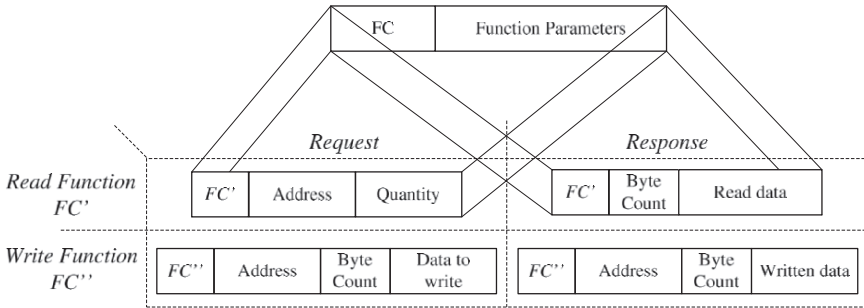 FC Function Parameters
Request Response
Read Function FC' FC' Address Quantity FC' Byte Count Read data
Write Function FC'' FC'' Address Byte Count Data to write FC'' Address Byte Count Written data